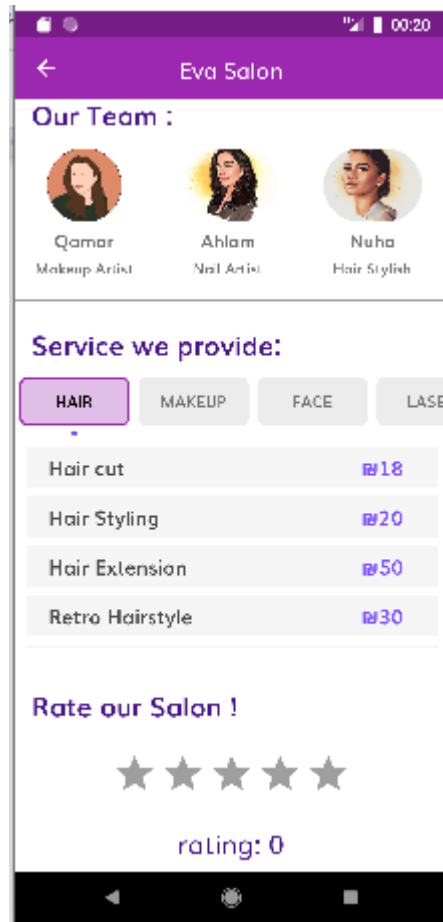 00:20
Eva Salon
Our Team :
Qamar Ahlam Nuha
Makeup Artist Nail Artist Hair Stylish
Service we provide:
HAIR MAKEUP FACE LASE
Hair cut ₪18
Hair Styling ₪20
Hair Extension ₪50
Retro Hairstyle ₪30
Rate our Salon !
rating: 0